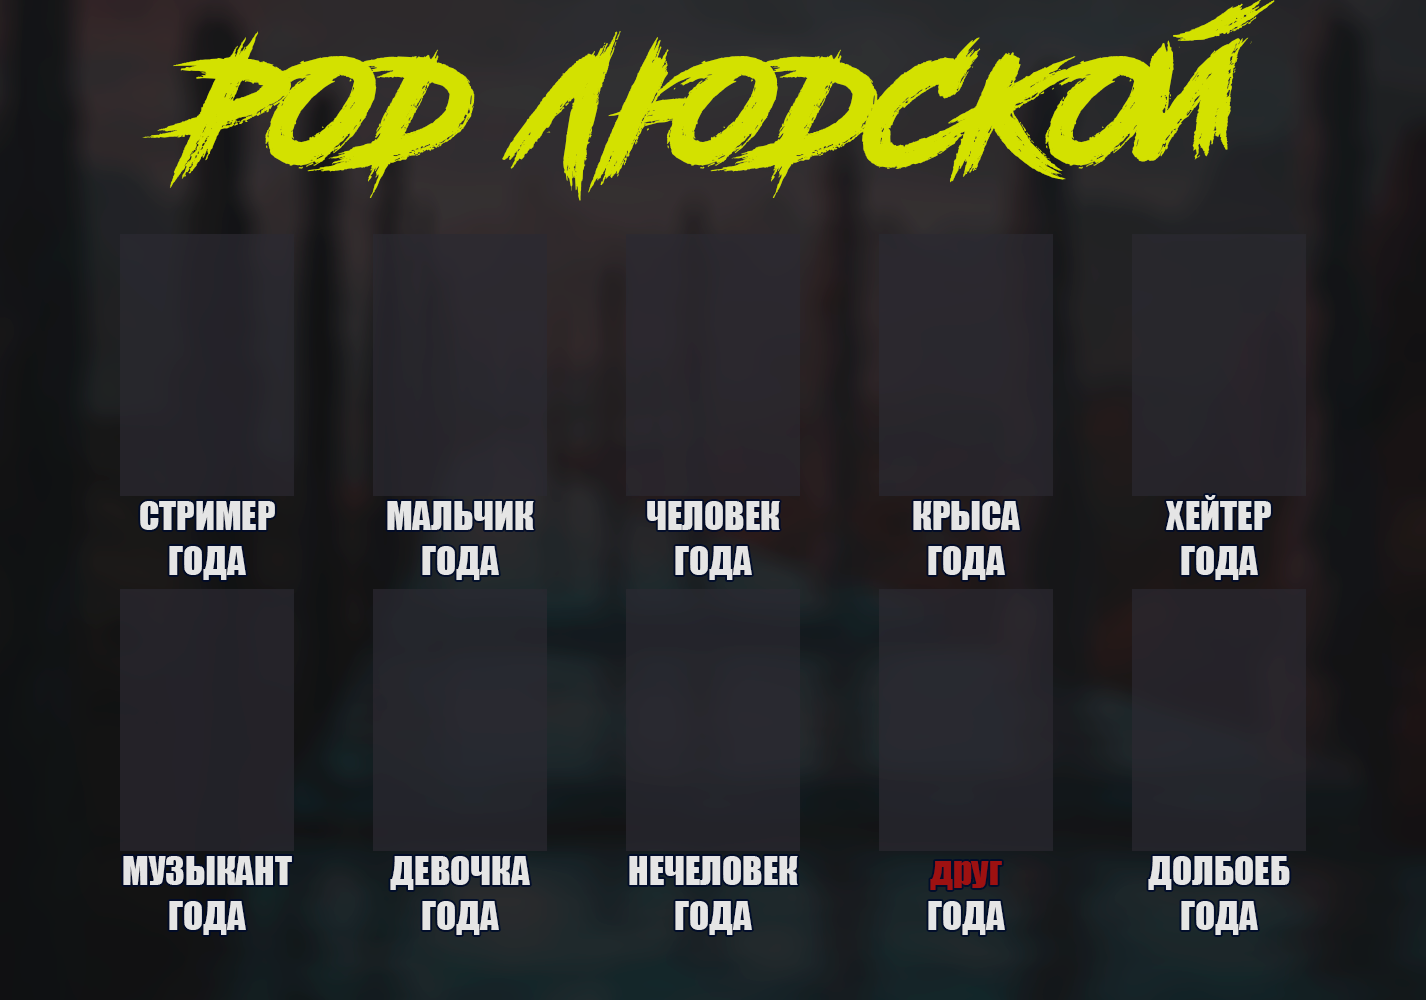 РОД ЛЮДСКОЙ
СТРИМЕР
ГОДА
МАЛЬЧИК
ГОДА
ЧЕЛОВЕК
ГОДА
КРЫСА
ГОДА
ХЕЙТЕР
ГОДА
МУЗЫКАНТ
ГОДА
ДЕВОЧКА
ГОДА
НЕЧЕЛОВЕК
ГОДА
друг
ГОДА
ДОЛБОЕБ
ГОДА